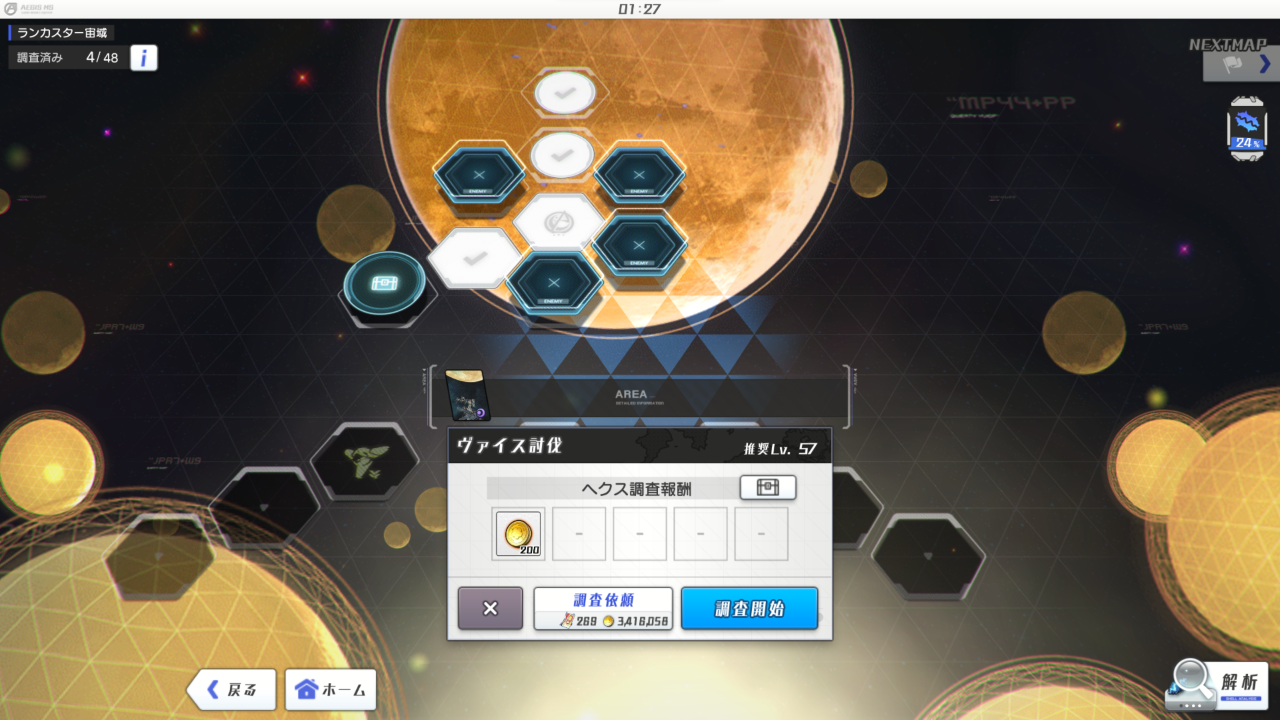 01:27
ランカスター宙域
調査済み 4/48
i
NEXTMAP
24%
ENEMY
ENEMY
ENEMY
ENEMY
AREA
DETAILED INFORMATION
ヴァイス討伐
推奨Lv. 57
ヘクス調査報酬
200
調査依頼
269 3,418,058
調査開始
戻る
ホーム
解析